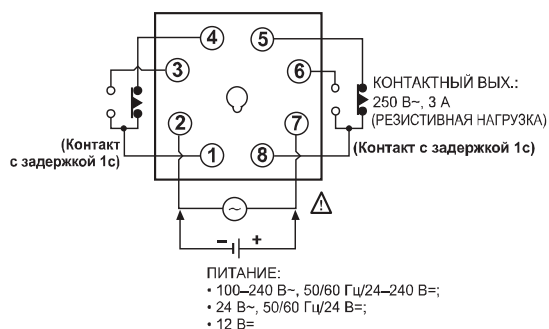 4
5
3
6
КОНТАКТНЫЙ ВЫХ.:
250 В~, 3 А
(РЕЗИСТИВНАЯ НАГРУЗКА)
2
7
(Контакт
с задержкой 1с)
1
8
(Контакт с задержкой 1с)
~
!
– +
ПИТАНИЕ:
• 100–240 В~, 50/60 Гц/24–240 В=;
• 24 В~, 50/60 Гц/24 В=;
• 12 В=